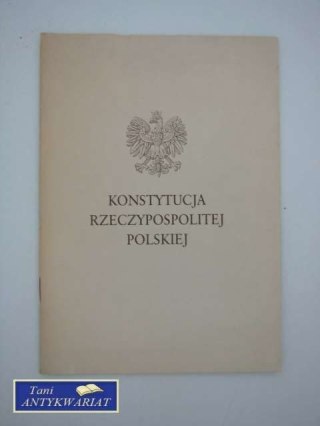 KONSTYTUCJA
RZECZYPOSPOLITEJ
POLSKIEJ
Tani
ANTYKWARIAT